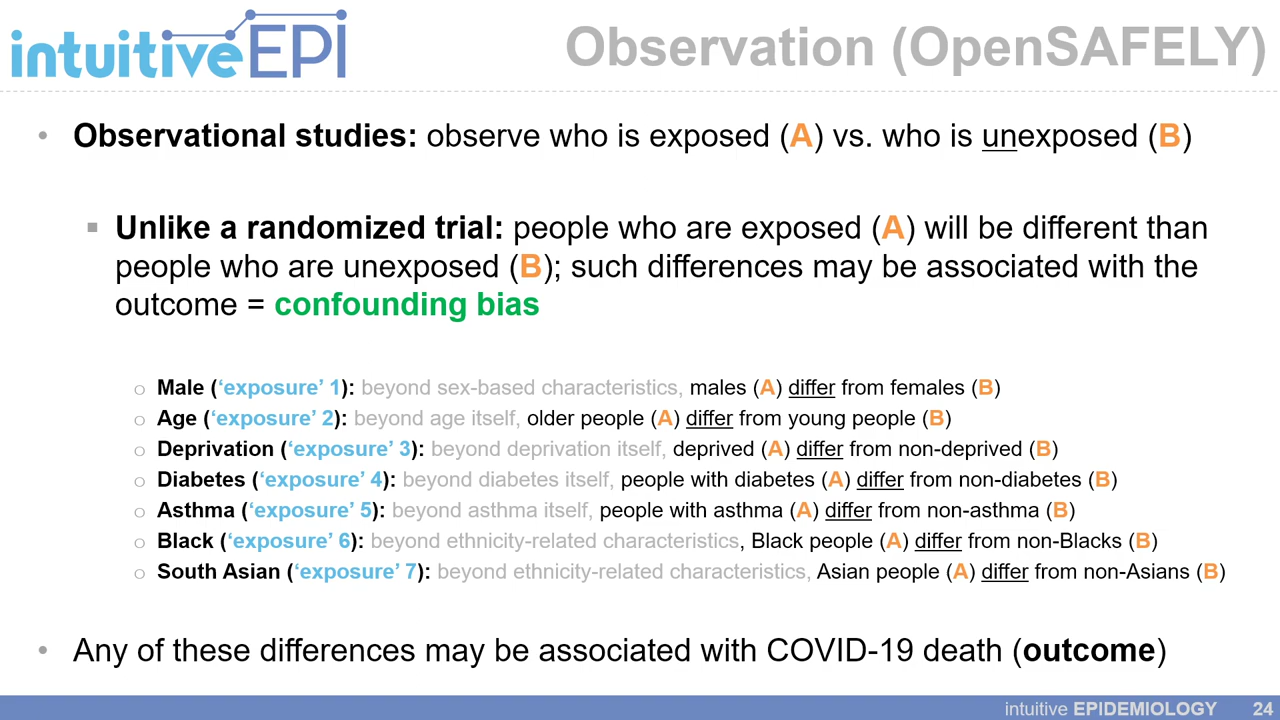 intuitiveEPI
Observation (OpenSAFELY)
• Observational studies: observe who is exposed (A) vs. who is unexposed (B)
▪ Unlike a randomized trial: people who are exposed (A) will be different than
people who are unexposed (B); such differences may be associated with the
outcome = confounding bias
o Male (‘exposure’ 1): beyond sex-based characteristics, males (A) differ from females (B)
o Age (‘exposure’ 2): beyond age itself, older people (A) differ from young people (B)
o Deprivation (‘exposure’ 3): beyond deprivation itself, deprived (A) differ from non-deprived (B)
o Diabetes (‘exposure’ 4): beyond diabetes itself, people with diabetes (A) differ from non-diabetes (B)
o Asthma (‘exposure’ 5): beyond asthma itself, people with asthma (A) differ from non-asthma (B)
o Black (‘exposure’ 6): beyond ethnicity-related characteristics, Black people (A) differ from non-Blacks (B)
o South Asian (‘exposure’ 7): beyond ethnicity-related characteristics, Asian people (A) differ from non-Asians (B)
• Any of these differences may be associated with COVID-19 death (outcome)
intuitive EPIDEMIOLOGY 24